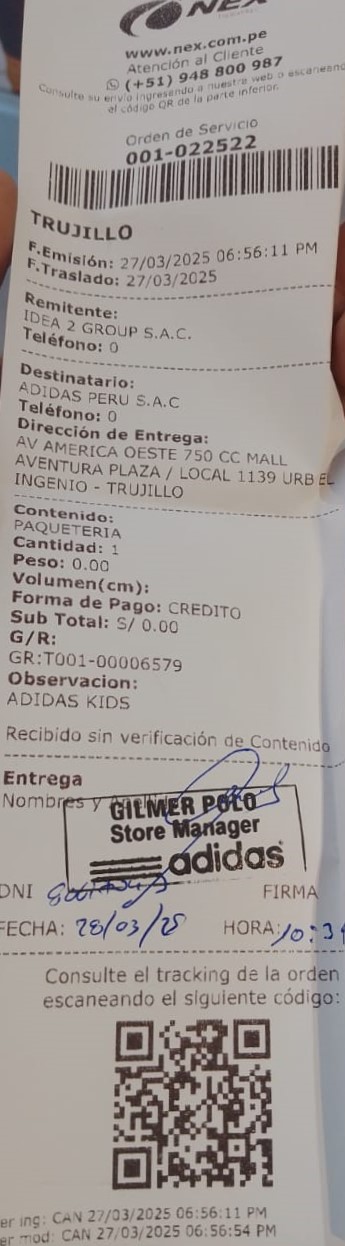 NEX
www.nex.com.pe
Atención al Cliente
(+51) 948 800 987
Consulte su envío ingresando a nuestra web o escaneando
el código QR de la parte inferior.
Orden de Servicio
001-022522
TRUJILLO
F.Emisión: 27/03/2025 06:56:11 PM
F.Traslado: 27/03/2025
Remitente:
IDEA 2 GROUP S.A.C.
Teléfono: 0
Destinatario:
ADIDAS PERU S.A.C
Teléfono: 0
Dirección de Entrega:
AV AMERICA OESTE 750 CC MALL
AVENTURA PLAZA / LOCAL 1139 URB EL
INGENIO - TRUJILLO
Contenido:
PAQUETERIA
Cantidad: 1
Peso: 0.00
Volumen(cm):
Forma de Pago: CREDITO
Sub Total: S/ 0.00
G/R:
GR:T001-00006579
Observacion:
ADIDAS KIDS
Recibido sin verificación de Contenido
Entrega
Nombres y
GILMER POLO
Store Manager
adidas
DNI
FIRMA
FECHA: 28/03/25 HORA: 10:34
Consulte el tracking de la orden
escaneando el siguiente código:
er ing: CAN 27/03/2025 06:56:11 PM
er mod: CAN 27/03/2025 06:56:54 PM